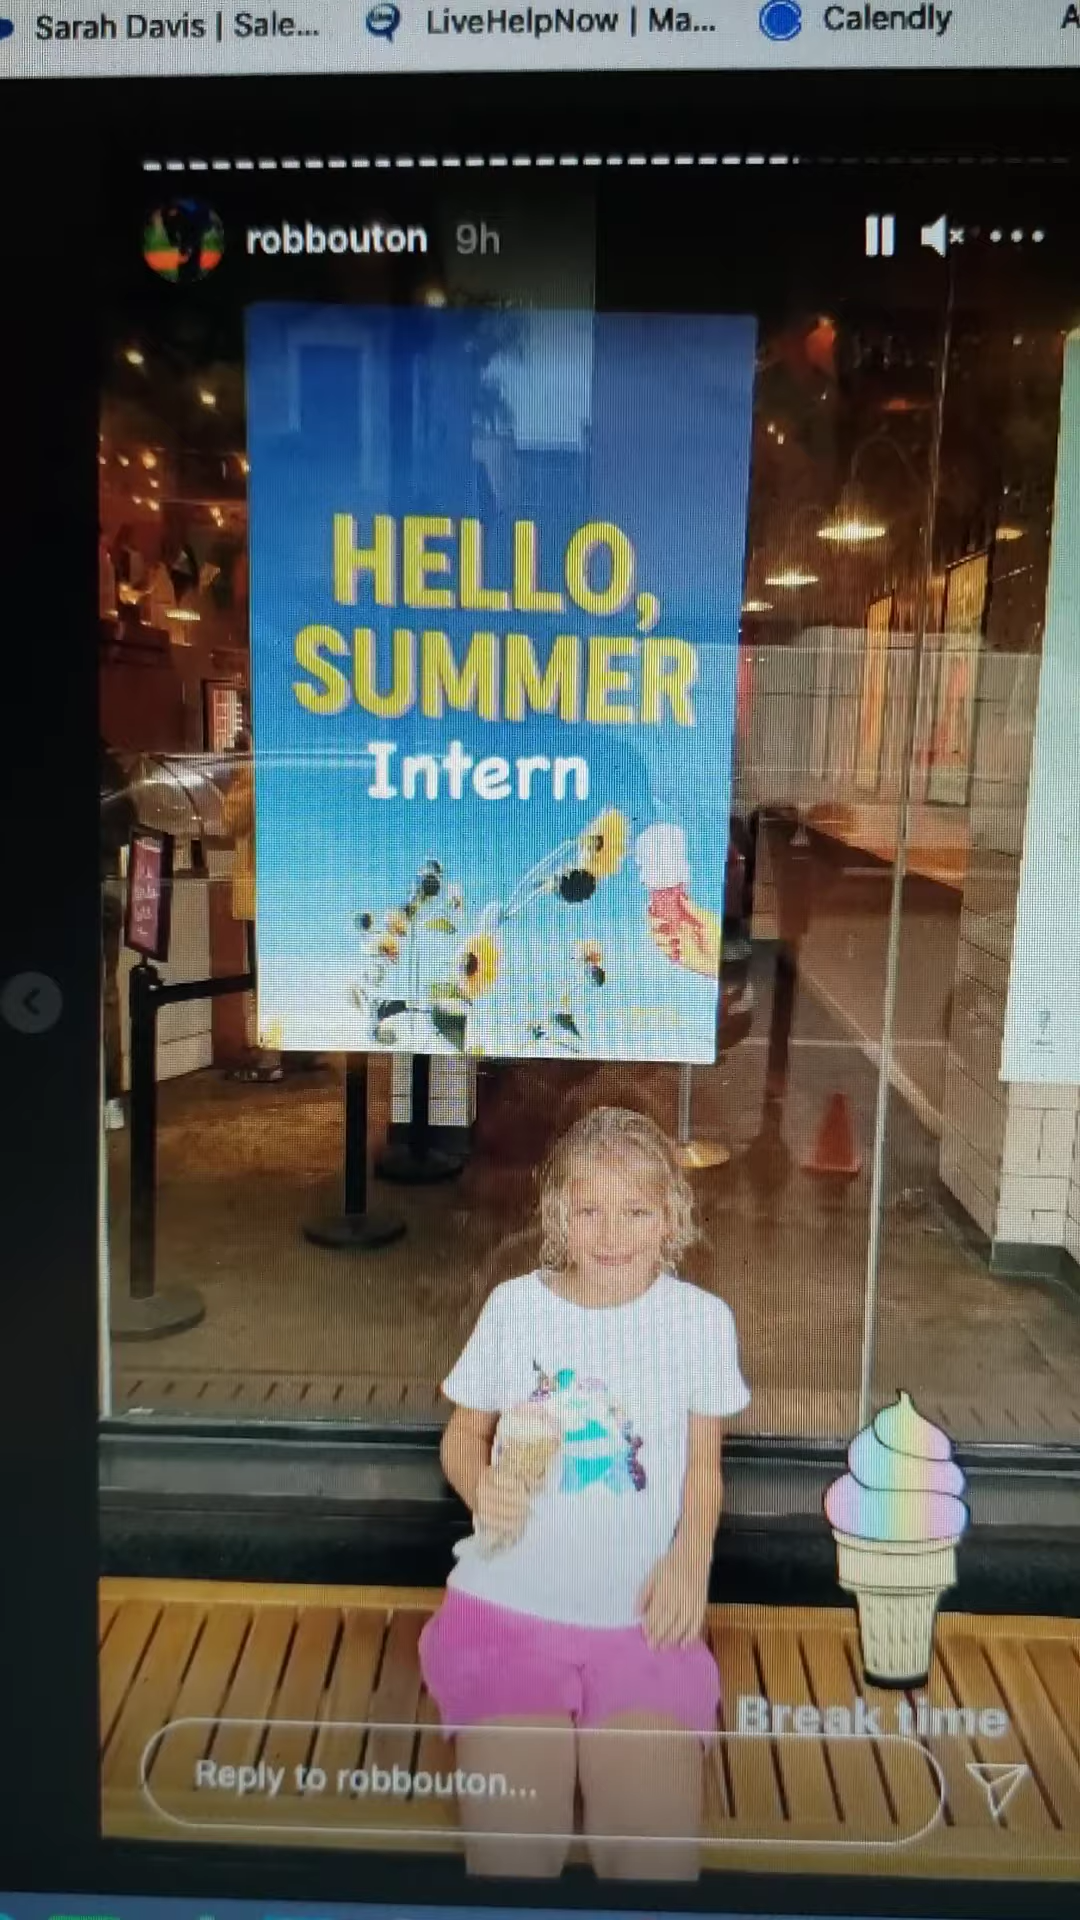 Sarah Davis | Sale...
LiveHelpNow | Ma...
Calendly
robbouton 9h
HELLO,
SUMMER
Intern
Break time
Reply to robbouton...